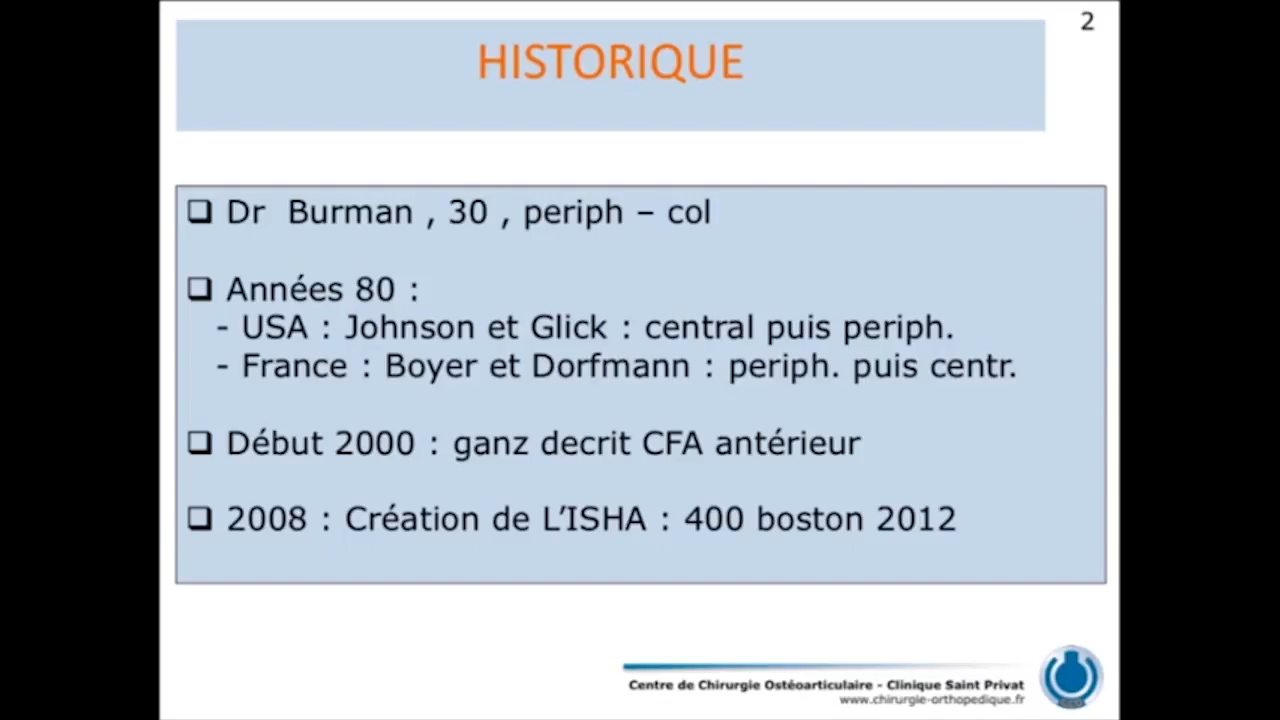 2
HISTORIQUE
❑ Dr Burman , 30 , periph – col
❑ Années 80 :
- USA : Johnson et Glick : central puis periph.
- France : Boyer et Dorfmann : periph. puis centr.
❑ Début 2000 : ganz decrit CFA antérieur
❑ 2008 : Création de L’ISHA : 400 boston 2012
Centre de Chirurgie Ostéoarticulaire - Clinique Saint Privat
www.chirurgie-orthopedique.fr